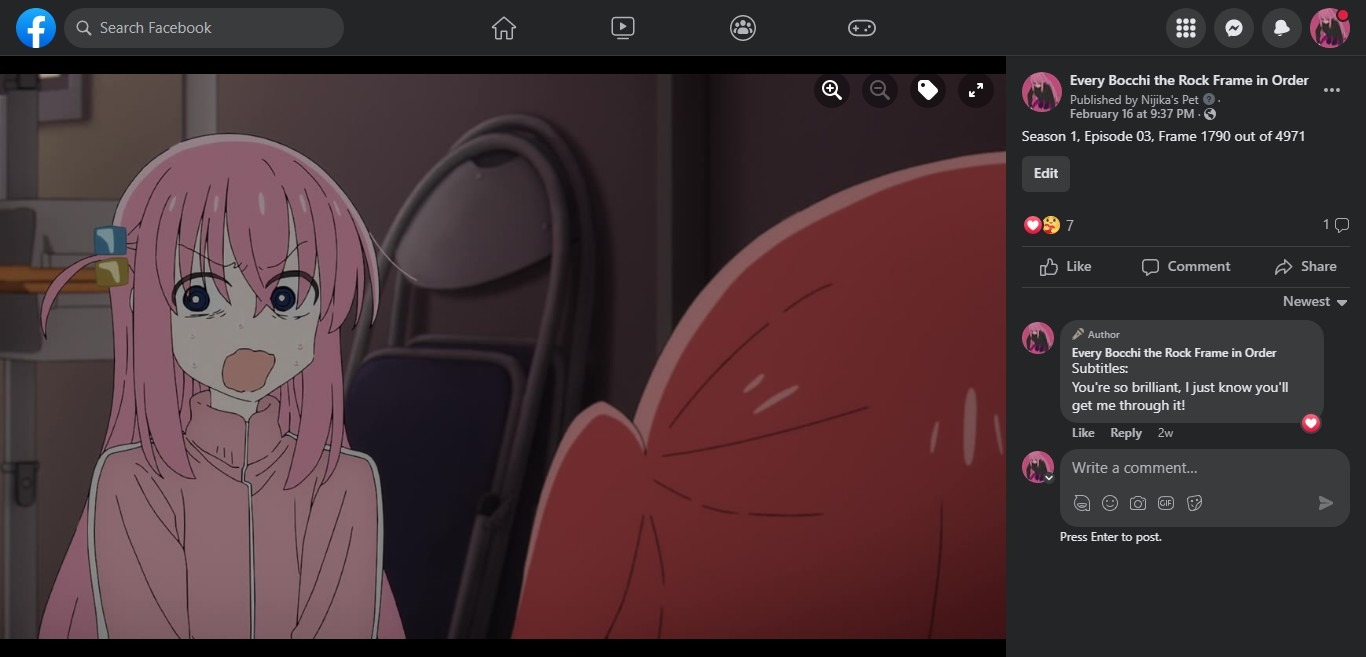 Search Facebook
Every Bocchi the Rock Frame in Order
Published by Nijika's Pet
February 16 at 9:37 PM ·
Season 1, Episode 03, Frame 1790 out of 4971
Edit
7
1
Like
Comment
Share
Newest
Author
Every Bocchi the Rock Frame in Order
Subtitles:
You're so brilliant, I just know you'll
get me through it!
Like Reply 2w
Write a comment...
GIF
Press Enter to post.